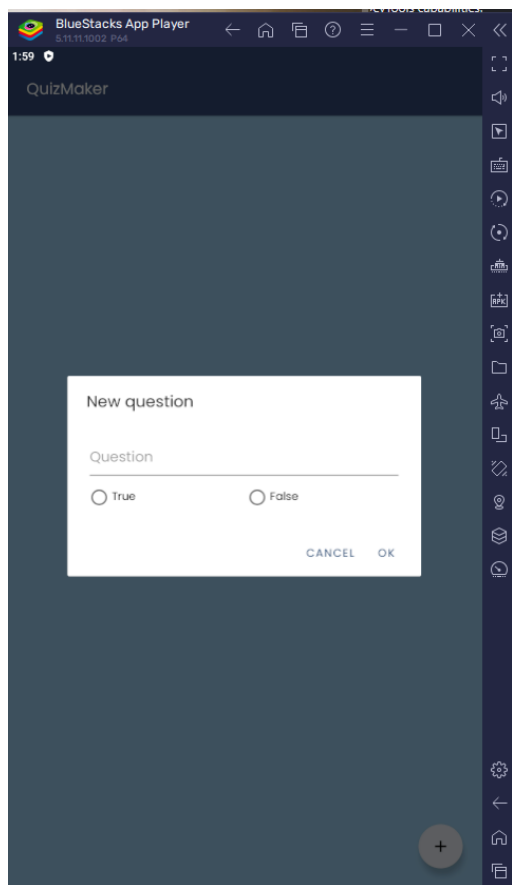 BlueStacks App Player
5.11.11.1002 P64
1:59
QuizMaker
New question
Question
True False
CANCEL OK